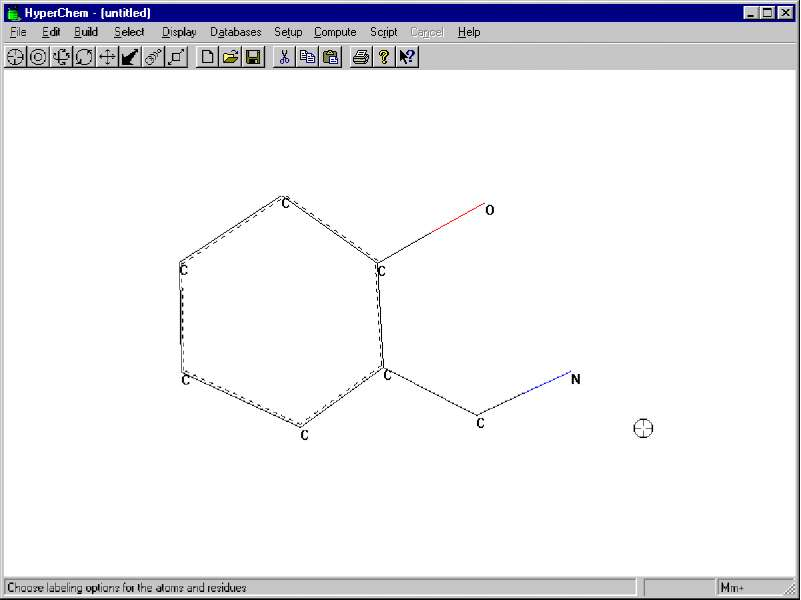 HyperChem - [untitled]
File Edit Build Select Display Databases Setup Compute Script Cancel Help
C
O
C
C
C
C
N
C
C
Choose labeling options for the atoms and residues
Mm+